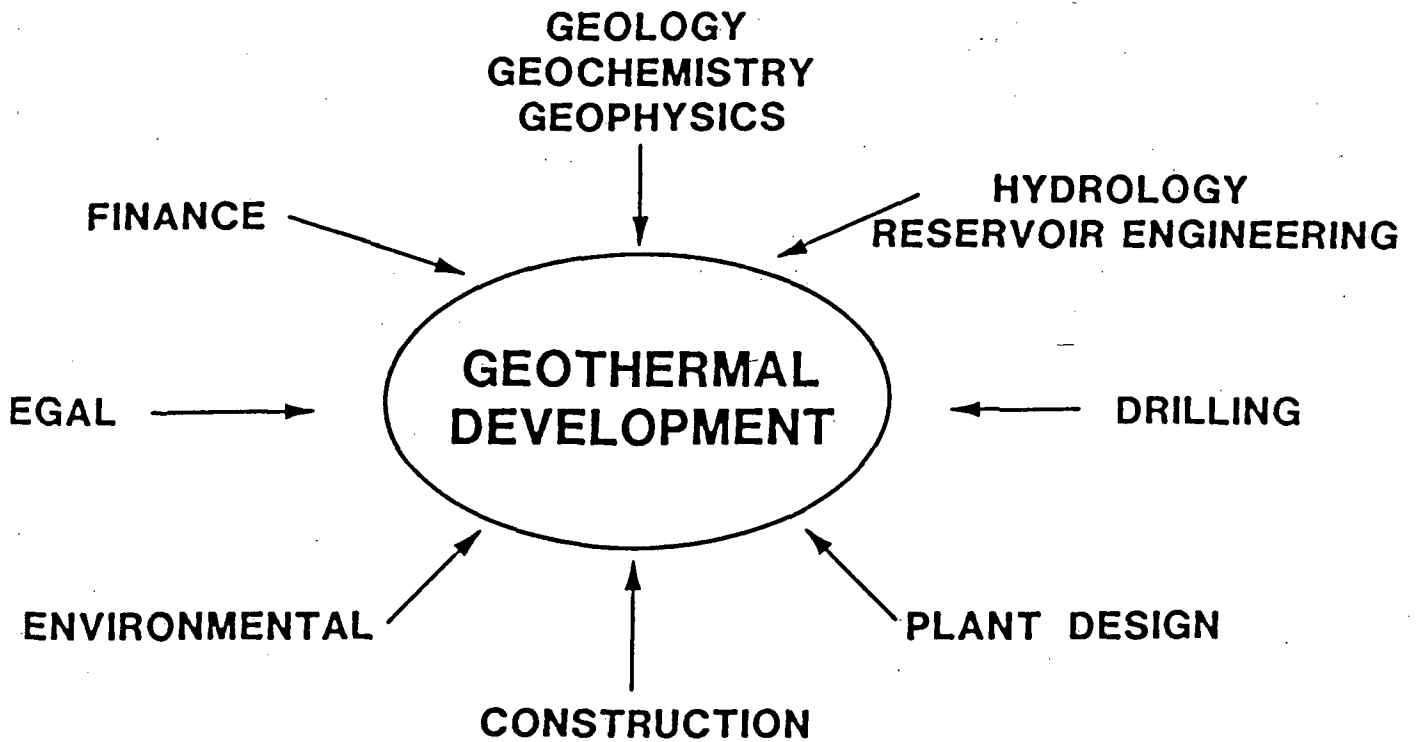 GEOLOGY
GEOCHEMISTRY
GEOPHYSICS
FINANCE
HYDROLOGY
RESERVOIR ENGINEERING
GEOTHERMAL
DEVELOPMENT
EGAL
DRILLING
ENVIRONMENTAL
PLANT DESIGN
CONSTRUCTION